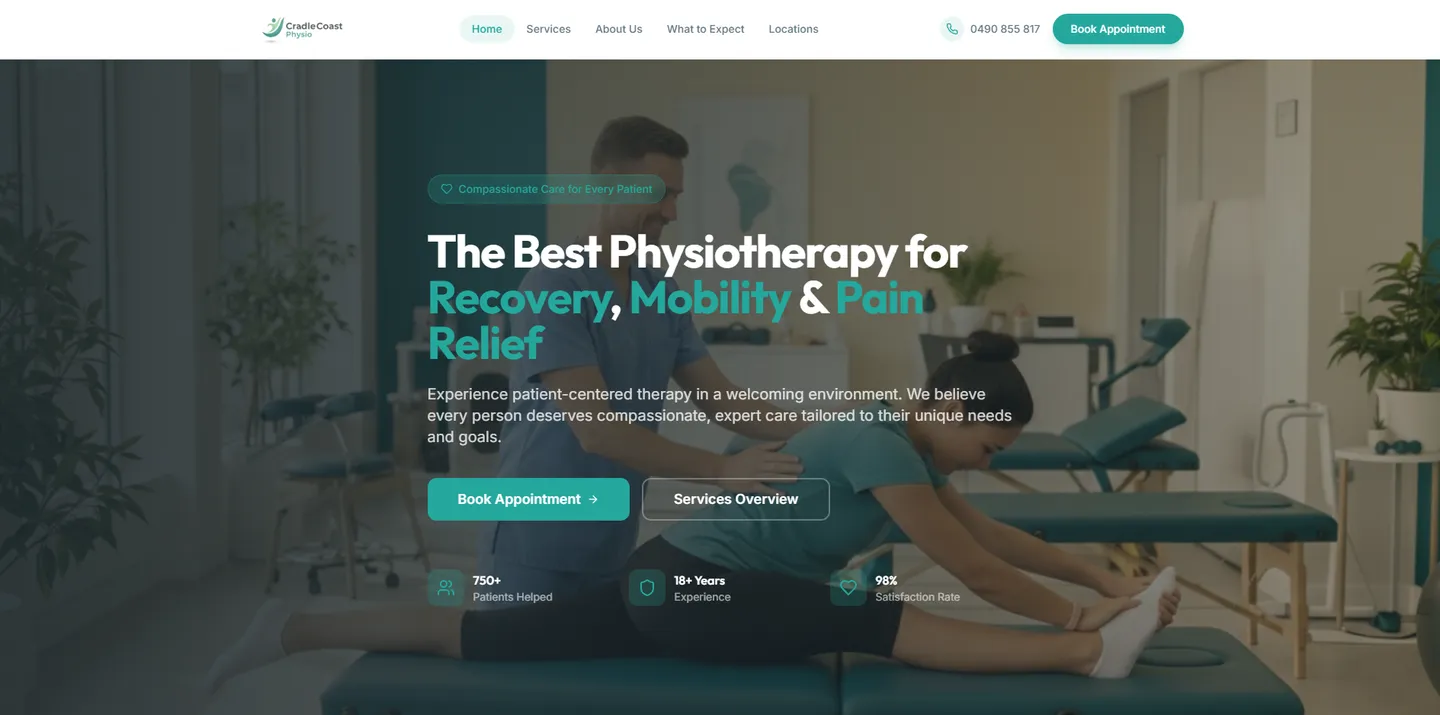 CradleCoast
Physio
Home
Services
About Us
What to Expect
Locations
0490 855 817
Book Appointment
Compassionate Care for Every Patient
The Best Physiotherapy for
Recovery, Mobility & Pain
Relief
Experience patient-centered therapy in a welcoming environment. We believe
every person deserves compassionate, expert care tailored to their unique needs
and goals.
Book Appointment →
Services Overview
750+
Patients Helped
18+ Years
Experience
98%
Satisfaction Rate